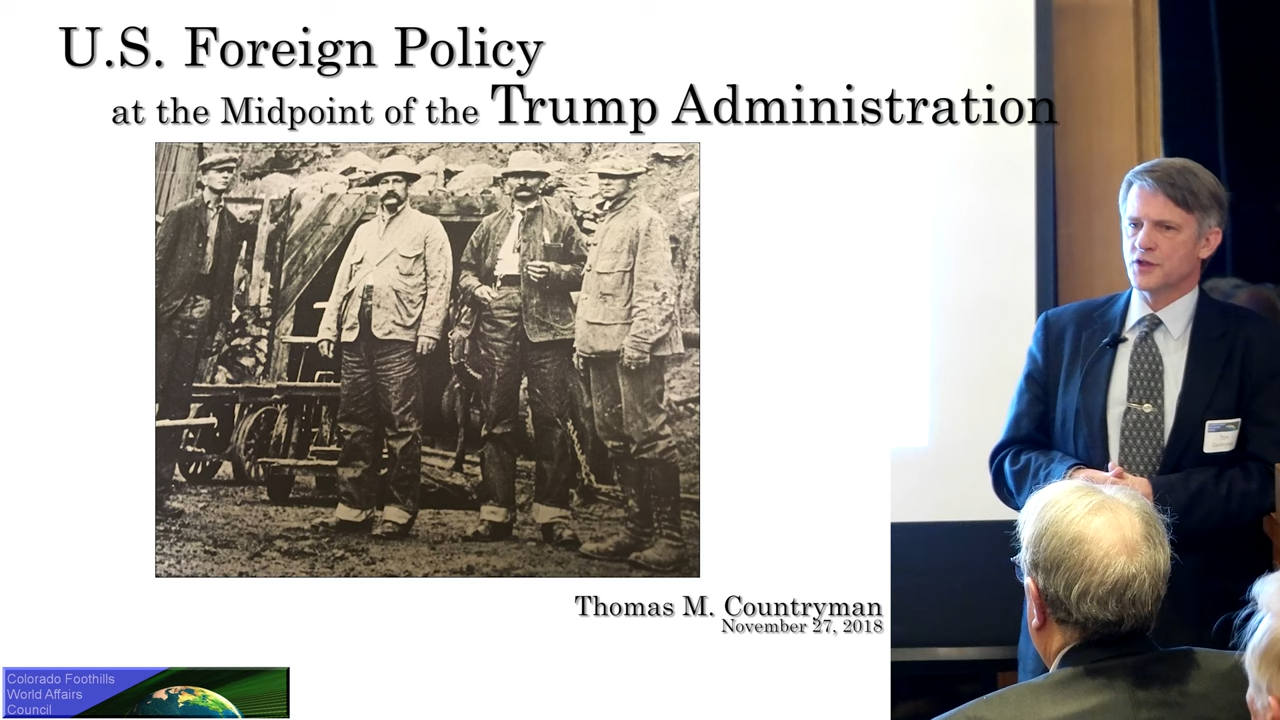 U.S. Foreign Policy
at the Midpoint of the Trump Administration
Thomas M. Countryman
November 27, 2018
Colorado Foothills
World Affairs
Council